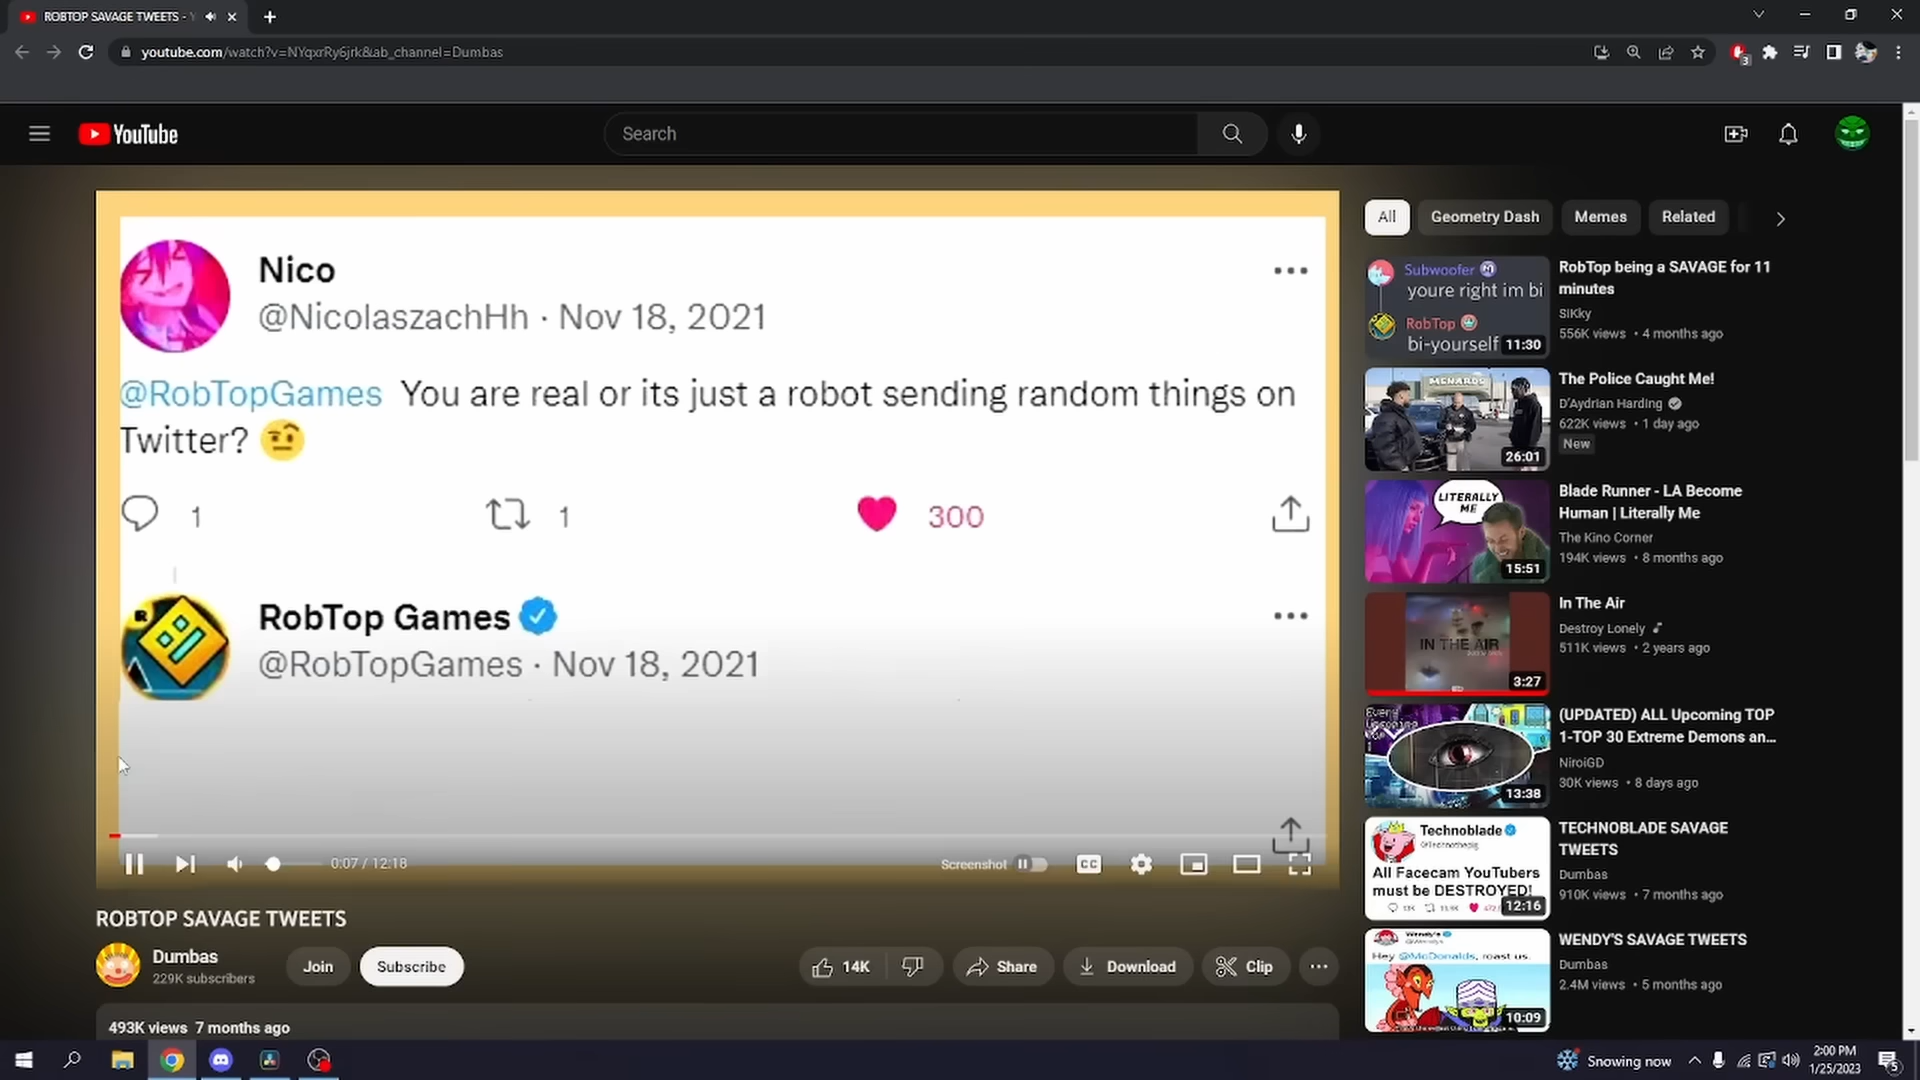 ROBTOP SAVAGE TWEETS -
youtube.com/watch?v=NYqxrRy6jrk&ab_channel=Dumbas
3
YouTube
Search
Nico
@NicolaszachHh · Nov 18, 2021
@RobTopGames You are real or its just a robot sending random things on
Twitter? 🤨
1
1
300
RobTop Games
@RobTopGames · Nov 18, 2021
0:07 / 12:18
Screenshot
CC
ROBTOP SAVAGE TWEETS
Dumbas
229K subscribers
Join
Subscribe
14K
Share
Download
Clip
493K views 7 months ago
All
Geometry Dash
Memes
Related
Subwoofer
youre right im bi
RobTop
bi-yourself
11:30
RobTop being a SAVAGE for 11
minutes
SiKky
556K views • 4 months ago
MENARDS
26:01
The Police Caught Me!
D'Aydrian Harding
622K views • 1 day ago
New
LITERALLY
ME
15:51
Blade Runner - LA Become
Human | Literally Me
The Kino Corner
194K views • 8 months ago
IN THE AIR
3:27
In The Air
Destroy Lonely
511K views • 2 years ago
Every
Upcoming
13:38
(UPDATED) ALL Upcoming TOP
1-TOP 30 Extreme Demons an...
NiroiGD
30K views • 8 days ago
Technoblade
All Facecam YouTubers
must be DESTROYED!
12:16
TECHNOBLADE SAVAGE
TWEETS
Dumbas
910K views • 7 months ago
Wendy's
Hey @McDonalds, roast us.
10:09
WENDY'S SAVAGE TWEETS
Dumbas
2.4M views • 5 months ago
Snowing now
2:00 PM
1/25/2023
5